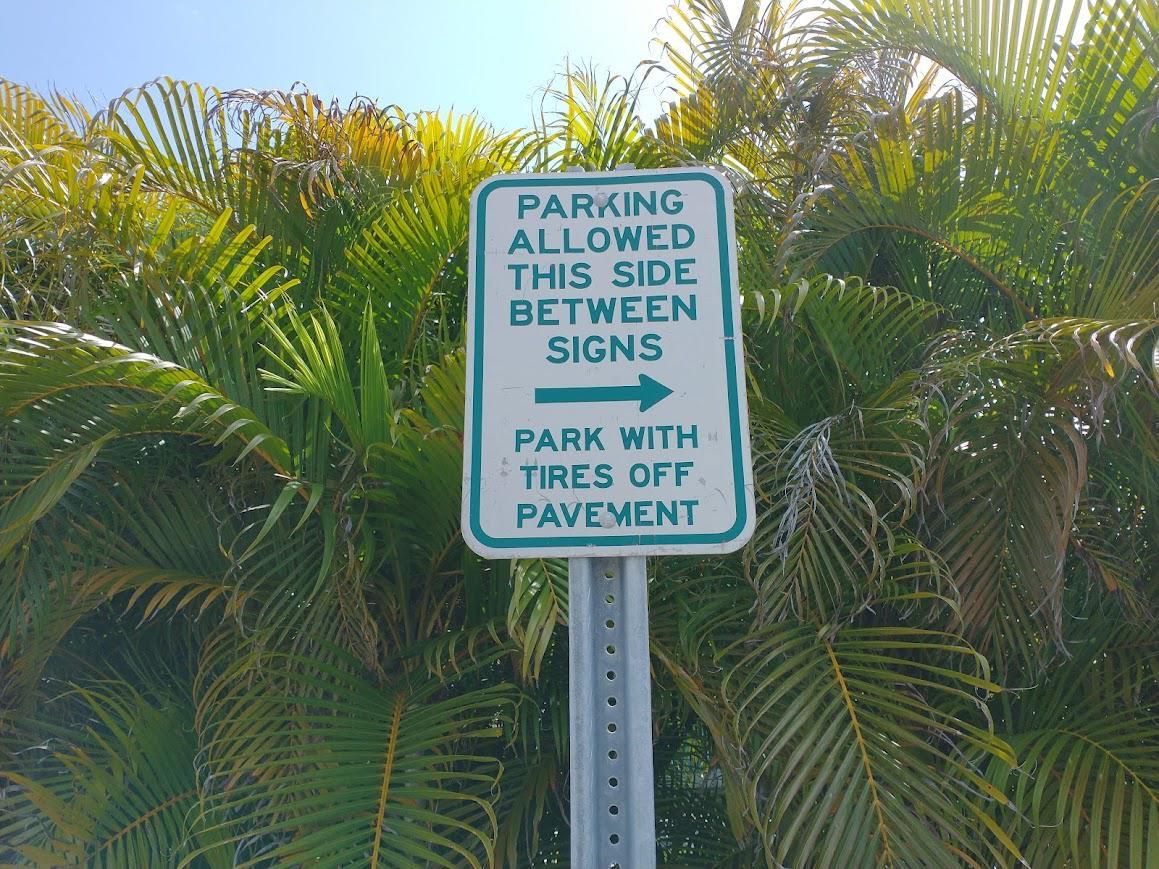 PARKING
ALLOWED
THIS SIDE
BETWEEN
SIGNS
PARK WITH
TIRES OFF
PAVEMENT